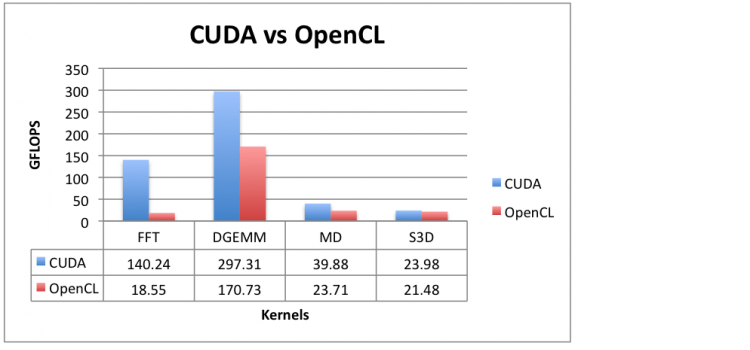 CUDA vs OpenCL
350
300
250
200
150
100
50
0
GFLOPS
CUDA
OpenCL
FFT DGEMM MD S3D
CUDA 140.24 297.31 39.88 23.98
OpenCL 18.55 170.73 23.71 21.48
Kernels